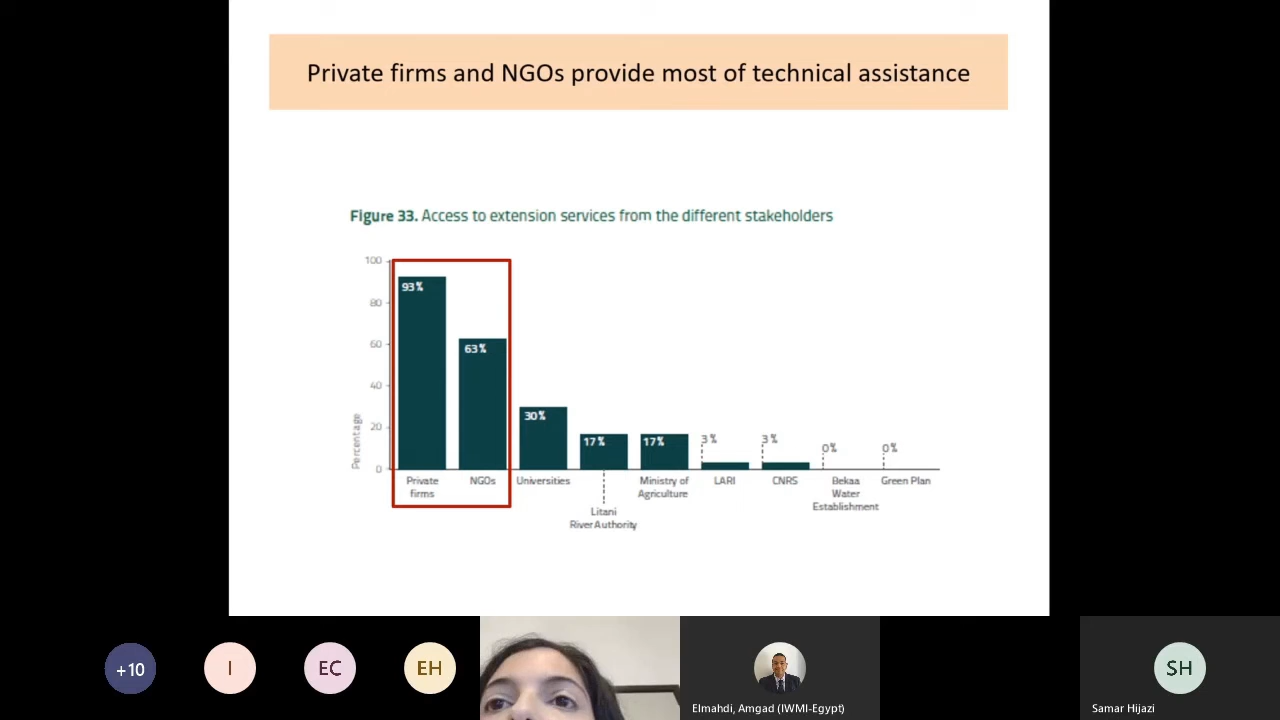 Private firms and NGOs provide most of technical assistance
Figure 33. Access to extension services from the different stakeholders
100
80
60
40
20
0
Percentage
93%
63%
30%
17%
17%
3%
3%
0%
0%
Private
firms
NGOs
Universities
Litani
River Authority
Ministry of
Agriculture
LARI
CNRS
Bekaa
Water
Establishment
Green Plan
+10
I
EC
EH
Elmahdi, Amgad (IWMI-Egypt)
SH
Samar Hijazi